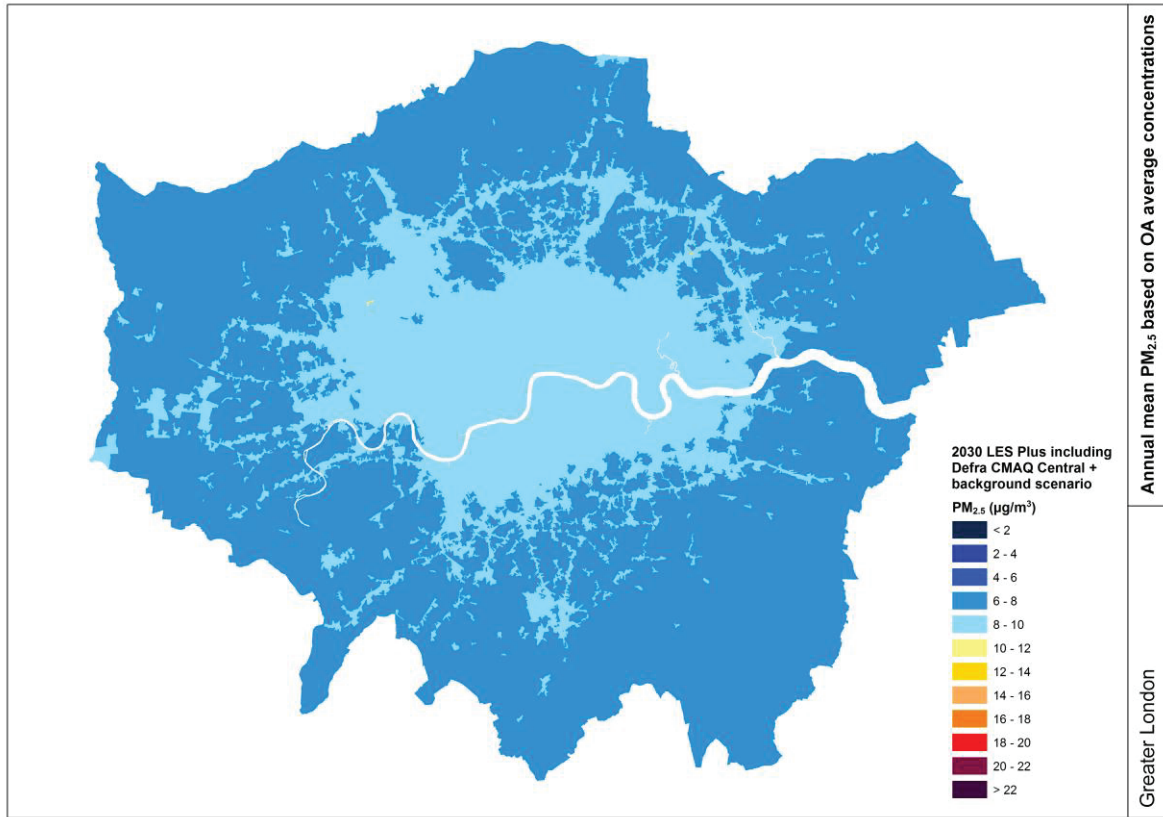 Annual mean PM₂.₅ based on OA average concentrations
Greater London
2030 LES Plus including
Defra CMAQ Central +
background scenario
PM₂.₅ (µg/m³)
< 2
2 - 4
4 - 6
6 - 8
8 - 10
10 - 12
12 - 14
14 - 16
16 - 18
18 - 20
20 - 22
> 22